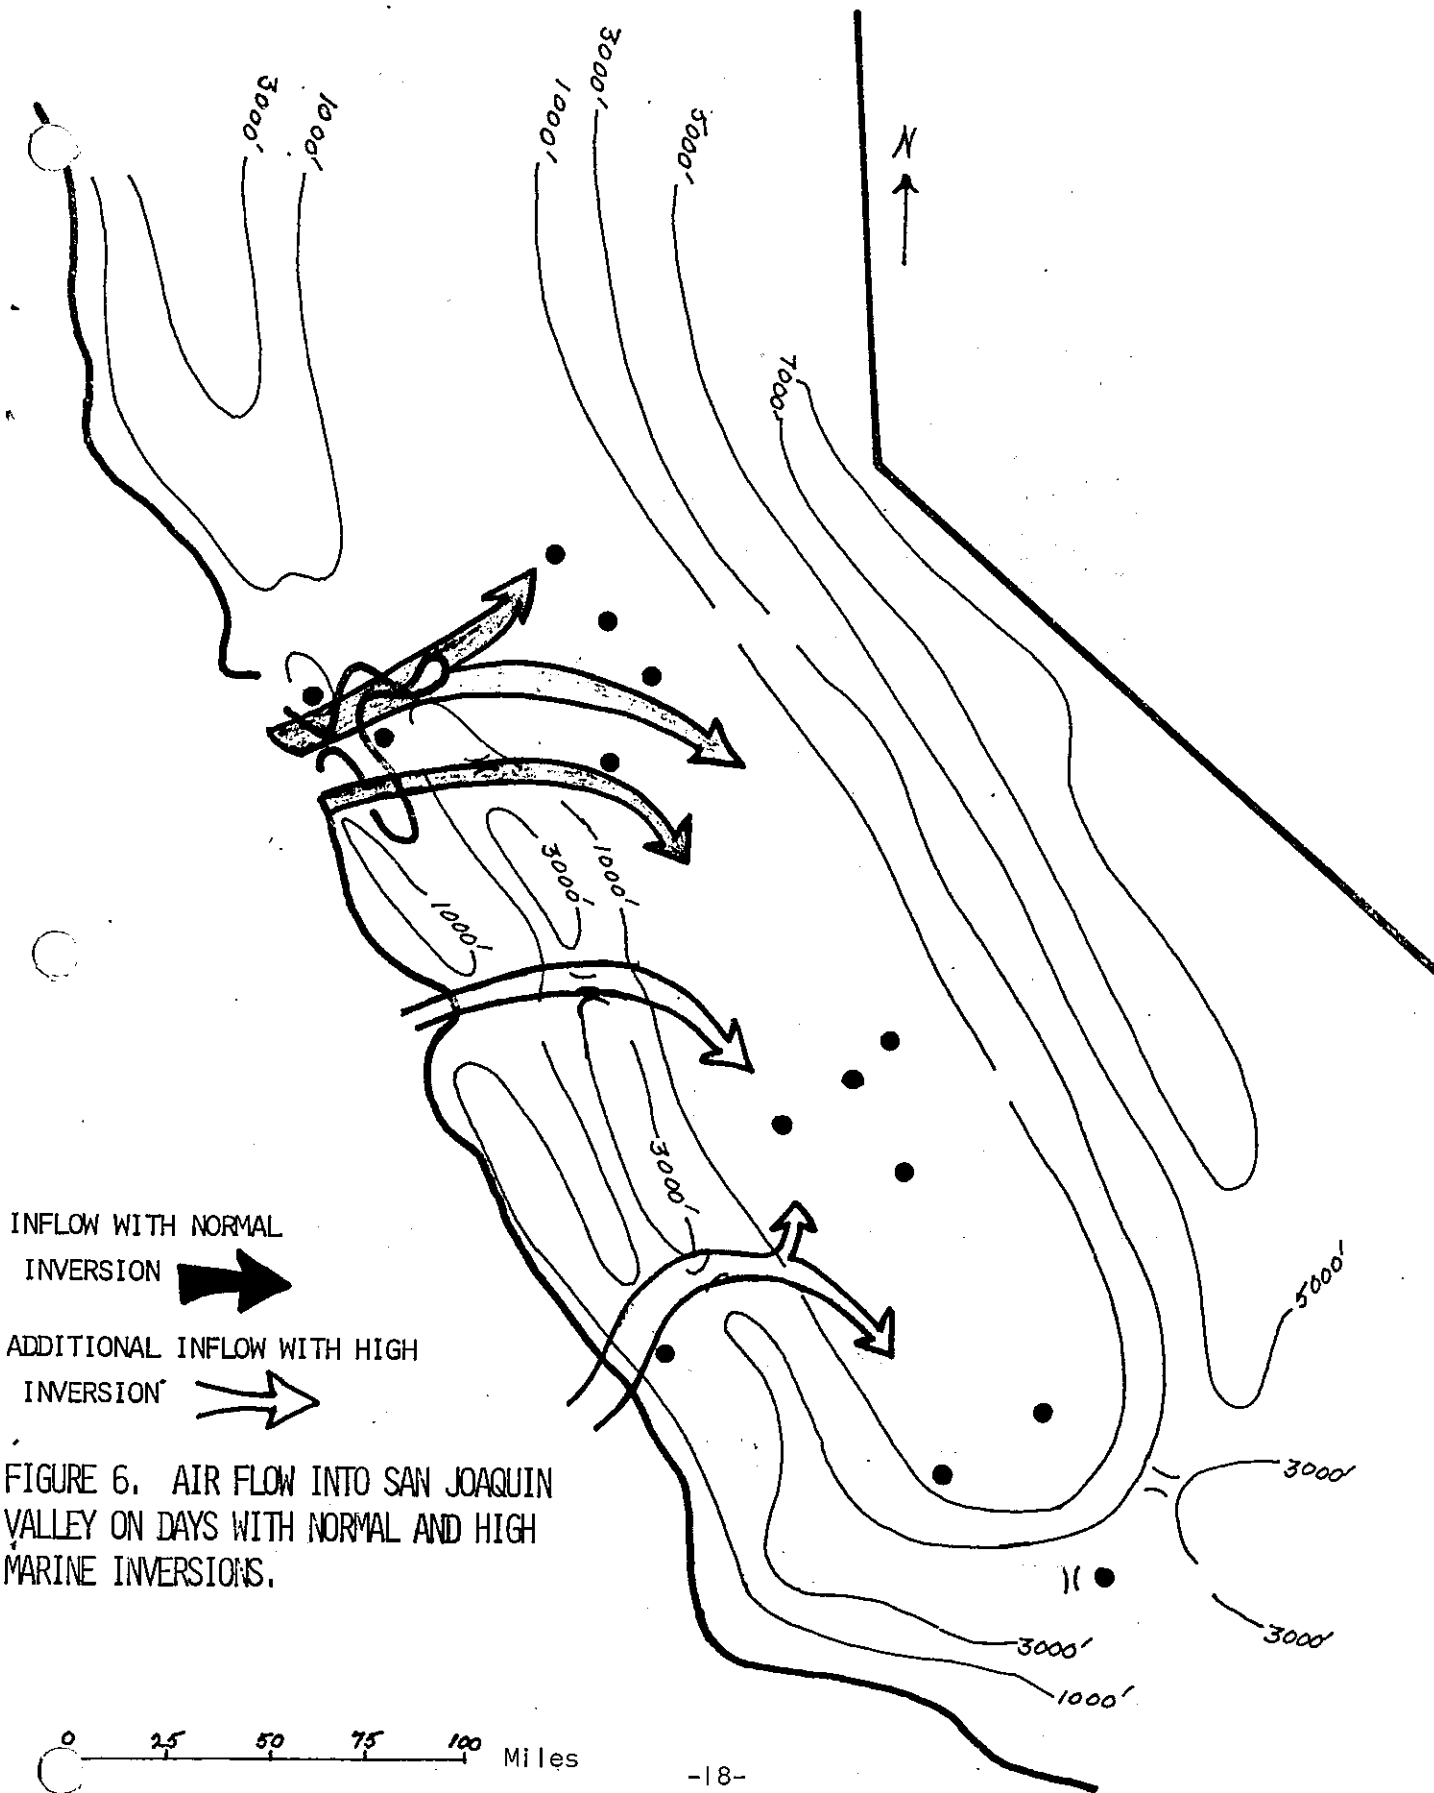 3000'
1000'
1000'
3000'
5000'
N
7000'
3000'
1000'
1000'
3000'
5000'
3000'
3000'
3000'
1000'
INFLOW WITH NORMAL
INVERSION
ADDITIONAL INFLOW WITH HIGH
INVERSION
FIGURE 6. AIR FLOW INTO SAN JOAQUIN
VALLEY ON DAYS WITH NORMAL AND HIGH
MARINE INVERSIONS.
0 25 50 75 100 Miles
-18-